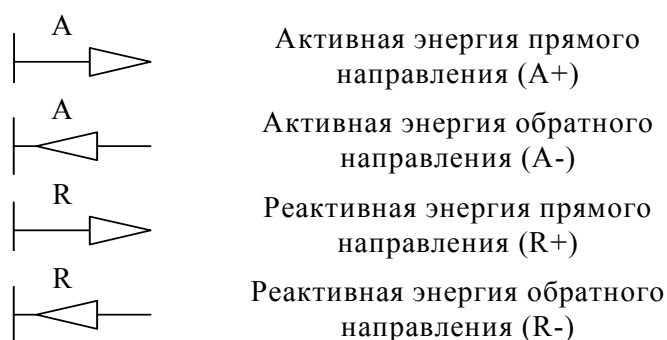 A
Активная энергия прямого
направления (A+)
A
Активная энергия обратного
направления (A-)
R
Реактивная энергия прямого
направления (R+)
R
Реактивная энергия обратного
направления (R-)